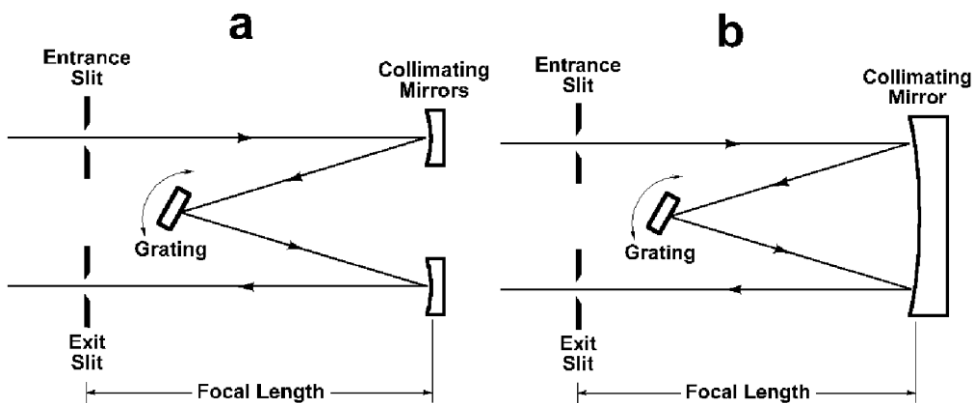 a
Entrance
Slit
Collimating
Mirrors
Grating
Exit
Slit
Focal Length
b
Entrance
Slit
Collimating
Mirror
Grating
Exit
Slit
Focal Length